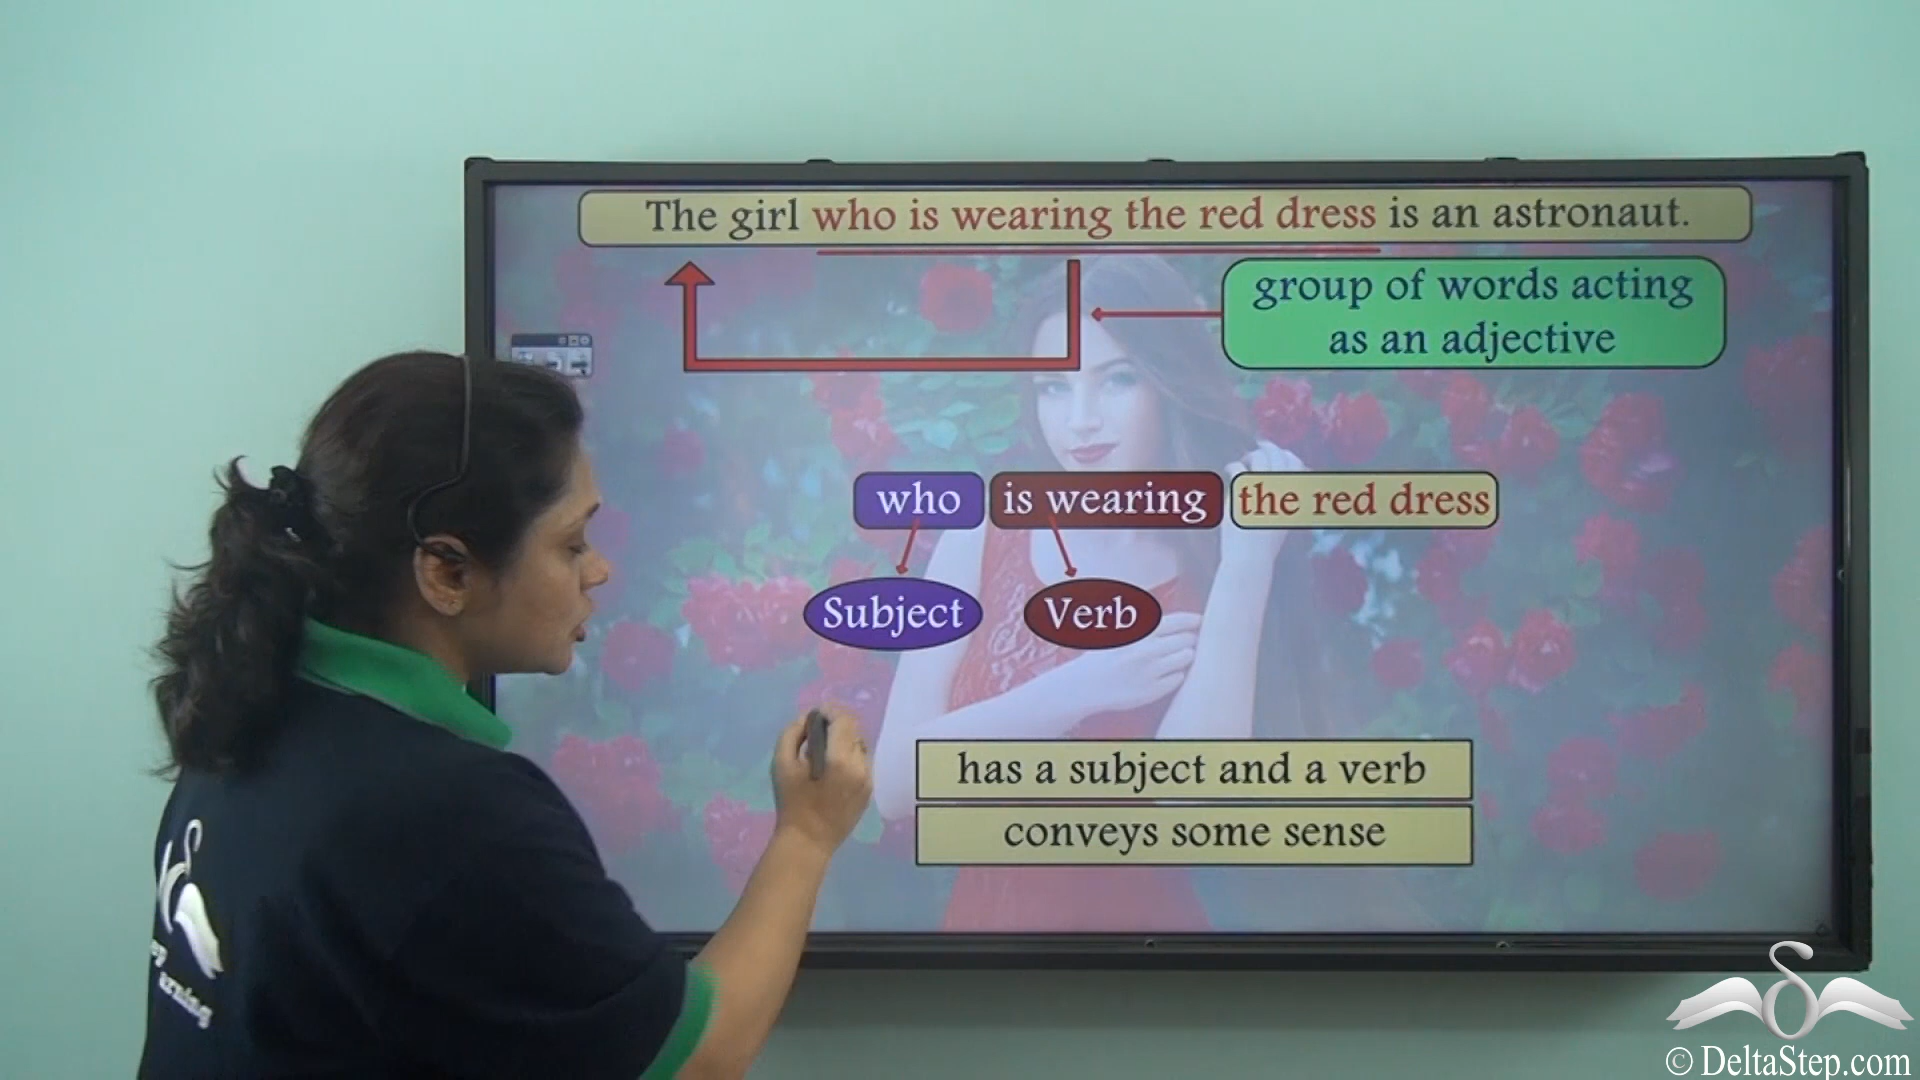 The girl who is wearing the red dress is an astronaut.
group of words acting
as an adjective
who is wearing the red dress
Subject Verb
has a subject and a verb
conveys some sense
© DeltaStep.com